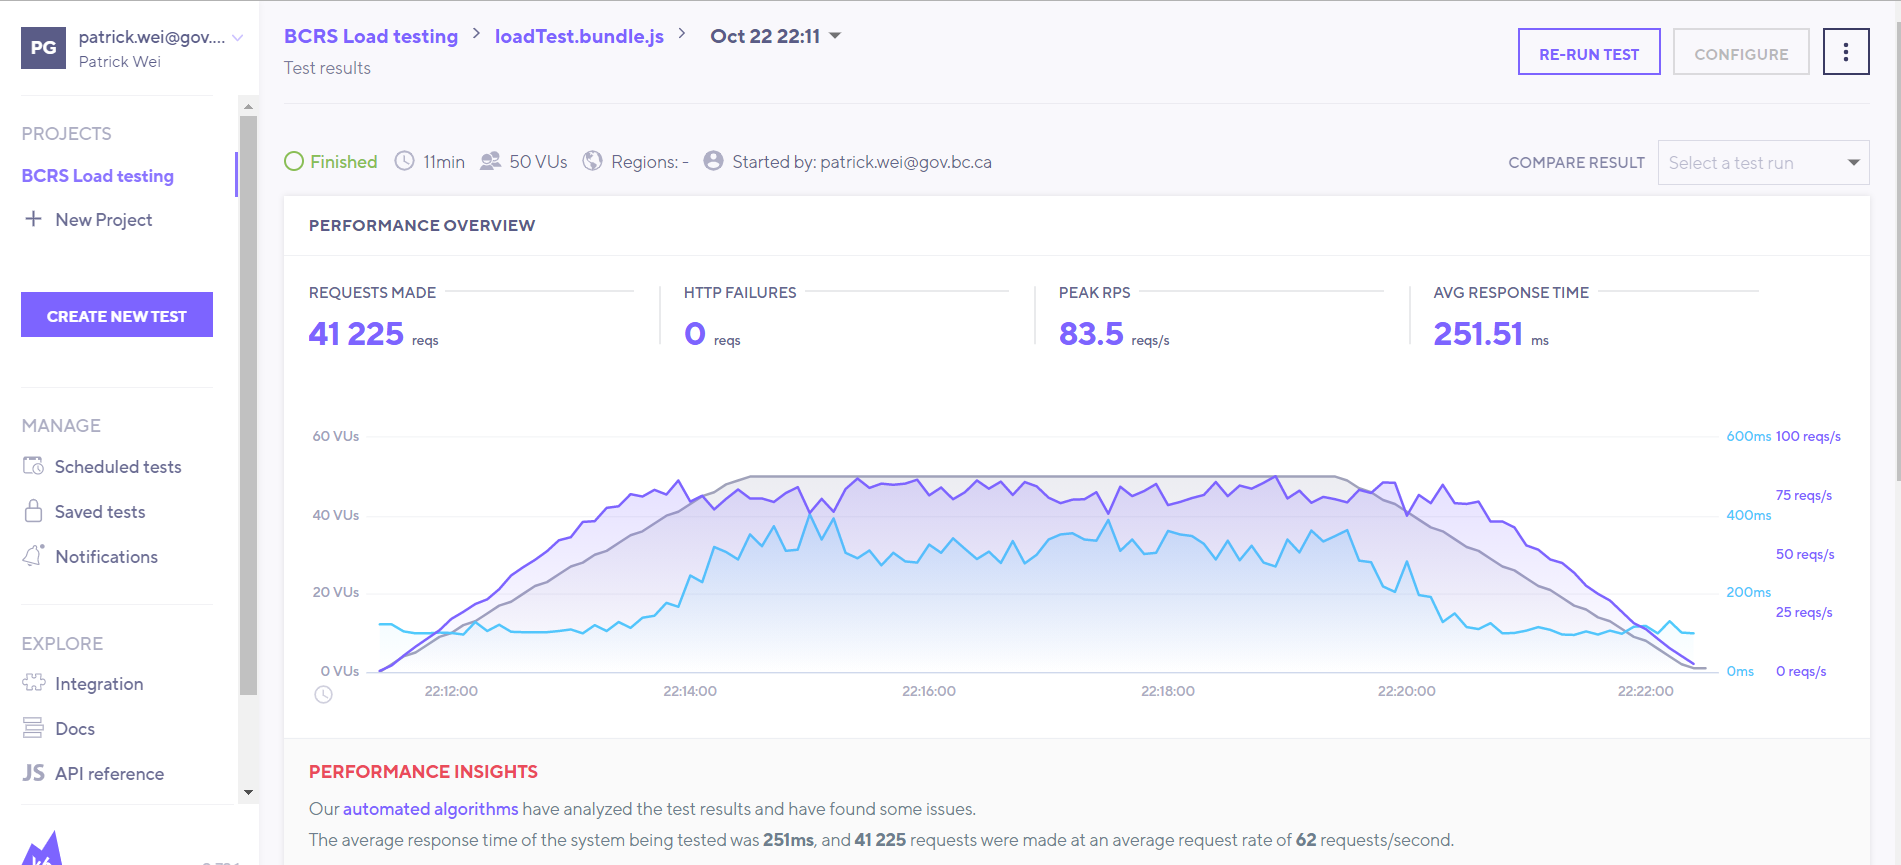 PG
patrick.wei@gov....
Patrick Wei
PROJECTS
BCRS Load testing
+ New Project
CREATE NEW TEST
MANAGE
Scheduled tests
Saved tests
Notifications
EXPLORE
Integration
Docs
JS API reference
k6
BCRS Load testing > loadTest.bundle.js > Oct 22 22:11
Test results
RE-RUN TEST
CONFIGURE
Finished 11min 50 VUs Regions: - Started by: patrick.wei@gov.bc.ca
COMPARE RESULT Select a test run
PERFORMANCE OVERVIEW
REQUESTS MADE
41 225 reqs
HTTP FAILURES
0 reqs
PEAK RPS
83.5 reqs/s
AVG RESPONSE TIME
251.51 ms
60 VUs
40 VUs
20 VUs
0 VUs
600ms 100 reqs/s
75 reqs/s
400ms
50 reqs/s
200ms
25 reqs/s
0ms 0 reqs/s
22:12:00 22:14:00 22:16:00 22:18:00 22:20:00 22:22:00
PERFORMANCE INSIGHTS
Our automated algorithms have analyzed the test results and have found some issues.
The average response time of the system being tested was 251ms, and 41 225 requests were made at an average request rate of 62 requests/second.